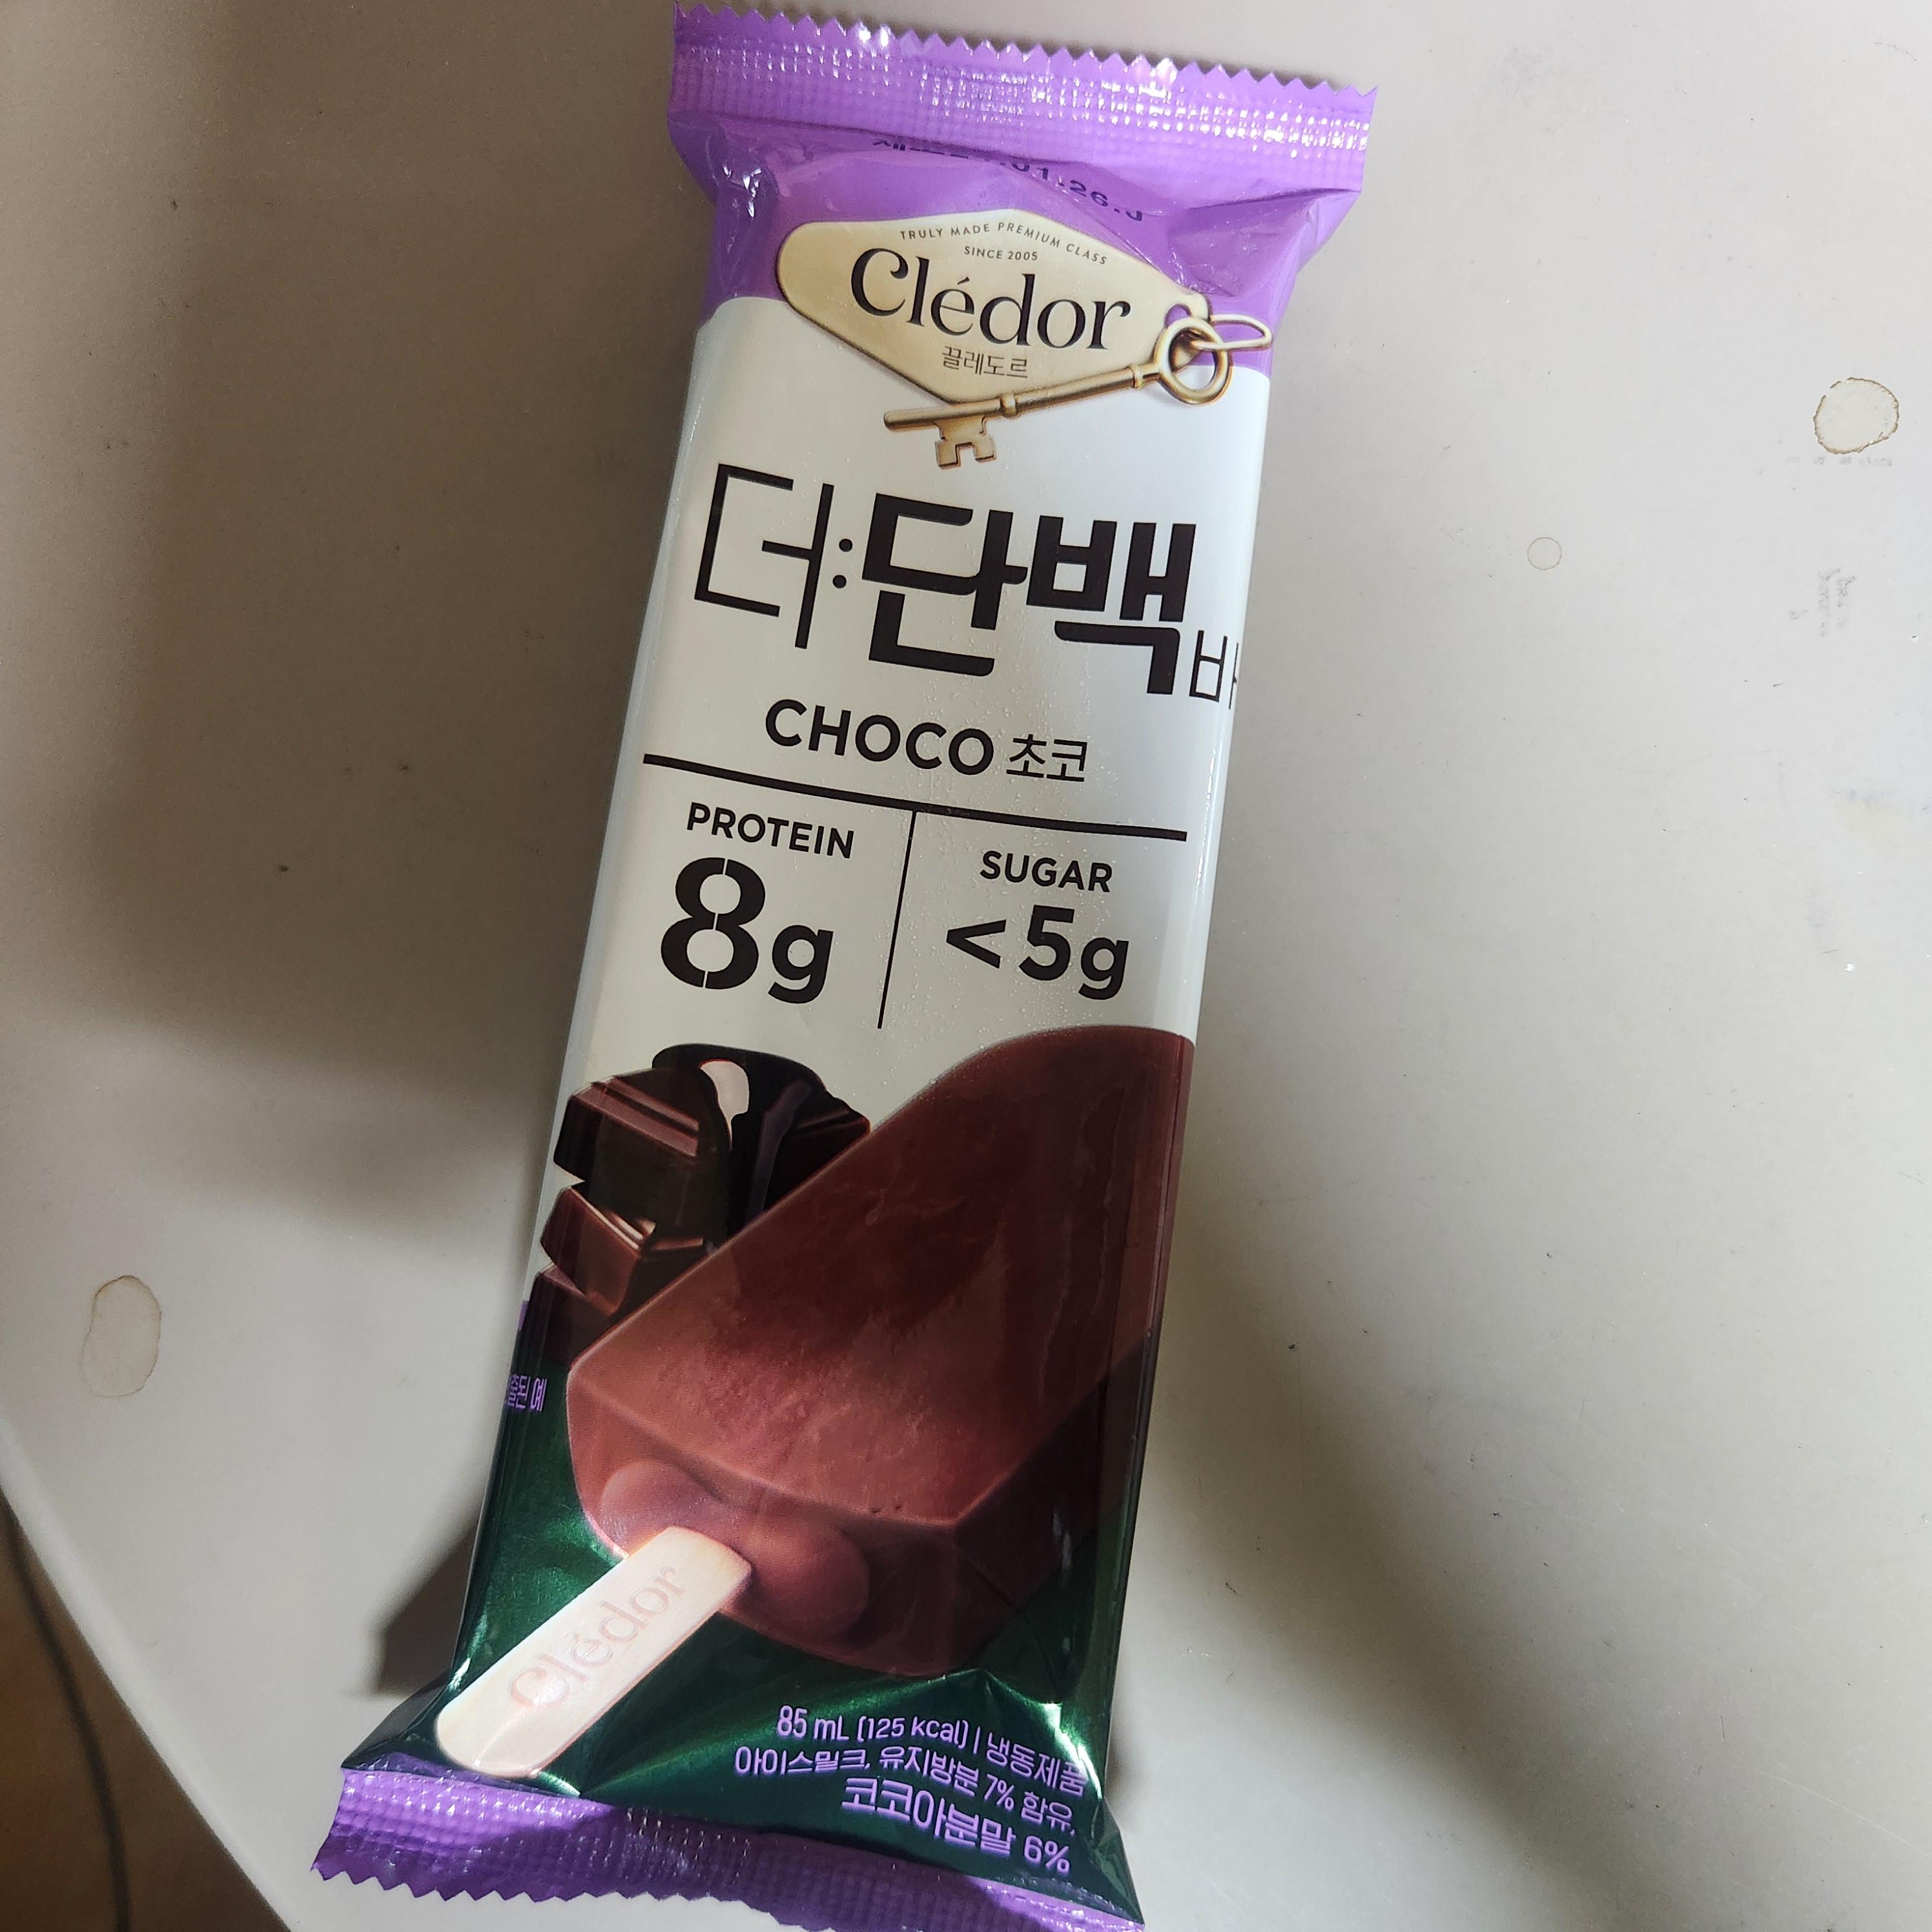 TRULY MADE PREMIUM CLASS
SINCE 2005
Clédor
끌레도르
더:단백바
CHOCO 초코
PROTEIN
8g
SUGAR
<5g
Clédor
85 mL (125 kcal) | 냉동제품
아이스밀크, 유지방분 7% 함유,
코코아분말 6%